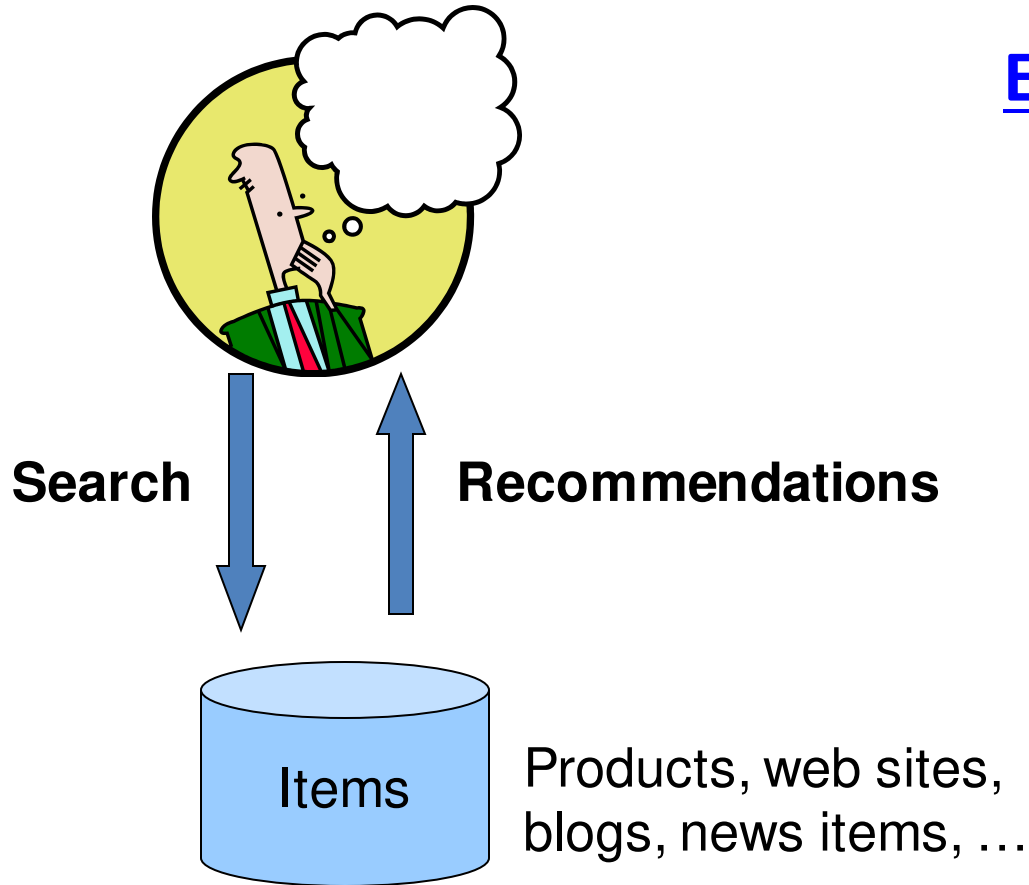 Search
Recommendations
Items
Products, web sites,
blogs, news items, …